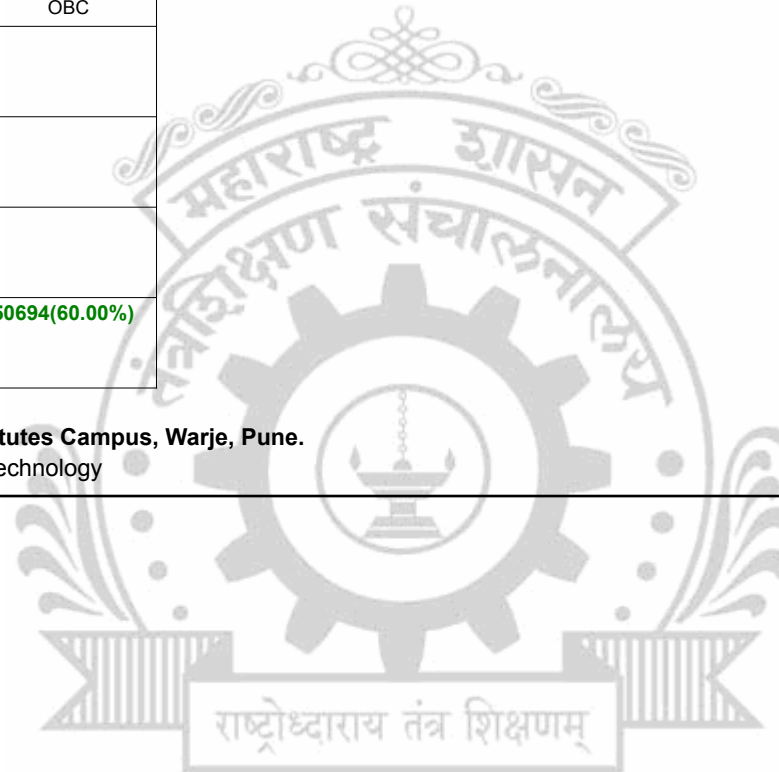 OBC
महाराष्ट्र शासन
तंत्रशिक्षण संचालनालय
50694(60.00%)
tutes Campus, Warje, Pune.
echnology
राष्ट्रोध्दाराय तंत्र शिक्षणम्